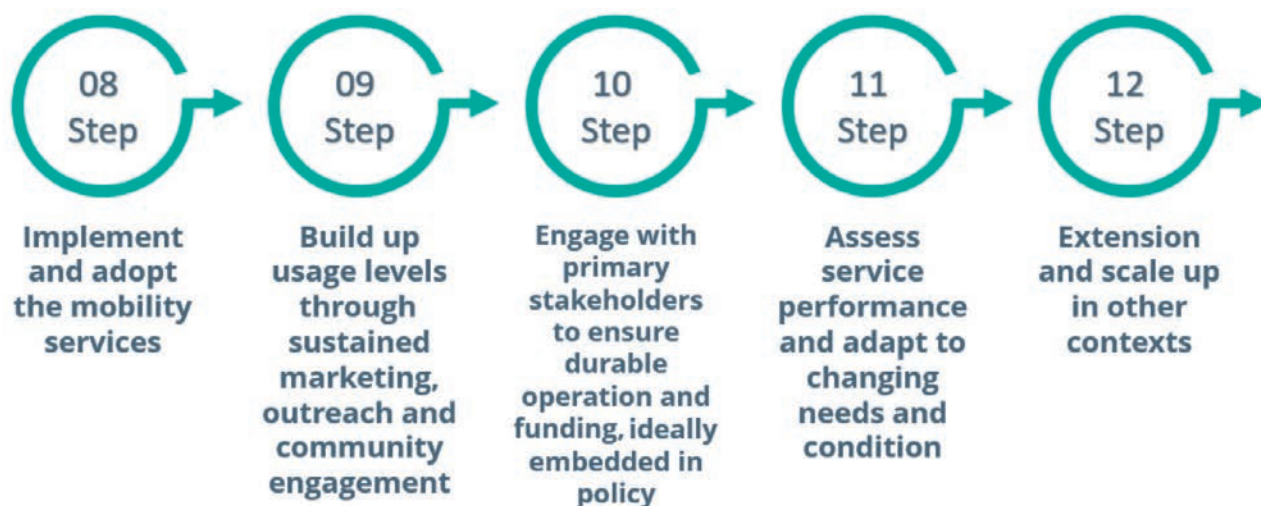 08
Step
09
Step
10
Step
11
Step
12
Step
Implement
and adopt
the mobility
services
Build up
usage levels
through
sustained
marketing,
outreach and
community
engagement
Engage with
primary
stakeholders
to ensure
durable
operation and
funding, ideally
embedded in
policy
Assess
service
performance
and adapt to
changing
needs and
condition
Extension
and scale up
in other
contexts